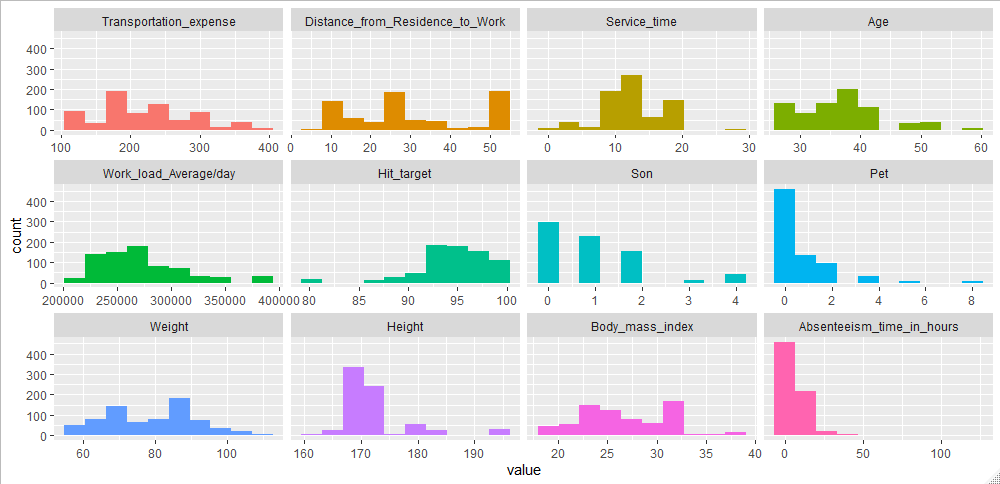 Transportation_expense Distance_from_Residence_to_Work Service_time Age
400
300
200
100
0
100 200 300 400 0 10 20 30 40 50 0 10 20 30 30 40 50 60
Work_load_Average/day Hit_target Son Pet
400
300
200
100
0
200000 250000 300000 350000 400000 80 85 90 95 100 0 1 2 3 4 0 2 4 6 8
Weight Height Body_mass_index Absenteeism_time_in_hours
400
300
200
100
0
60 80 100 160 170 180 190 20 25 30 35 40 0 50 100
count
value